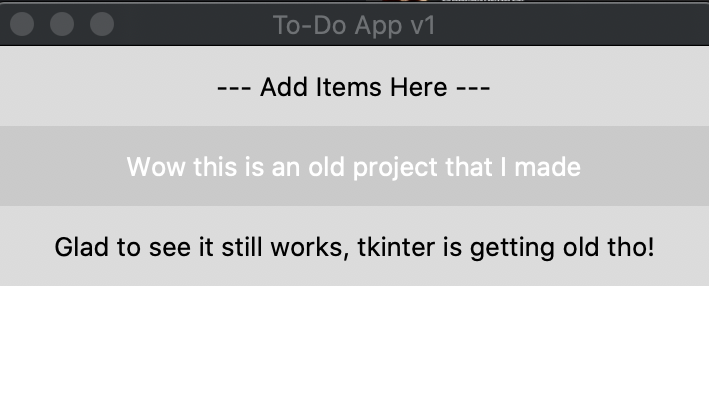 To-Do App v1
--- Add Items Here ---
Wow this is an old project that I made
Glad to see it still works, tkinter is getting old tho!